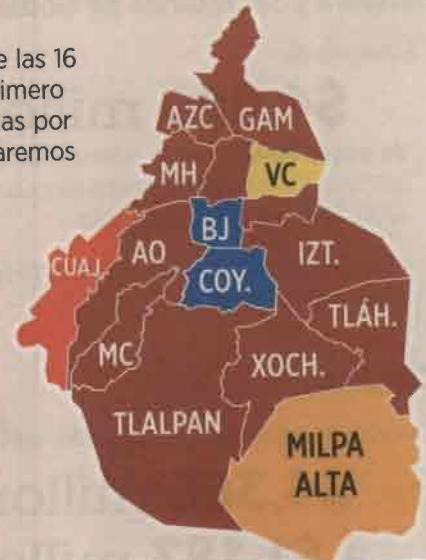 e las 16
imero
as por
aremos
AZC
GAM
MH
VC
BJ
CUAJ.
AO
IZT.
COY.
TLÁH.
MC
XOCH.
TLALPAN
MILPA
ALTA